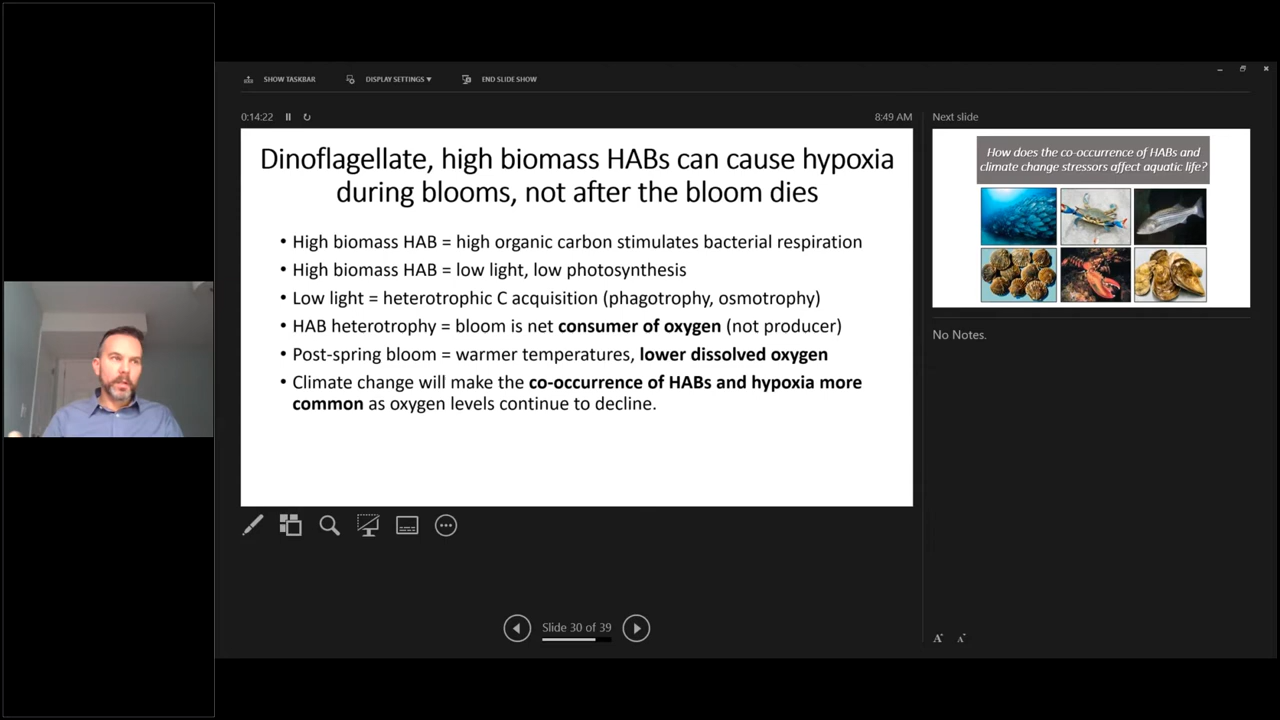 SHOW TASKBAR
DISPLAY SETTINGS ▾
END SLIDE SHOW
0:14:22
8:49 AM
Dinoflagellate, high biomass HABs can cause hypoxia
during blooms, not after the bloom dies
• High biomass HAB = high organic carbon stimulates bacterial respiration
• High biomass HAB = low light, low photosynthesis
• Low light = heterotrophic C acquisition (phagotrophy, osmotrophy)
• HAB heterotrophy = bloom is net consumer of oxygen (not producer)
• Post-spring bloom = warmer temperatures, lower dissolved oxygen
• Climate change will make the co-occurrence of HABs and hypoxia more
common as oxygen levels continue to decline.
Next slide
How does the co-occurrence of HABs and
climate change stressors affect aquatic life?
No Notes.
Slide 30 of 39
A
A